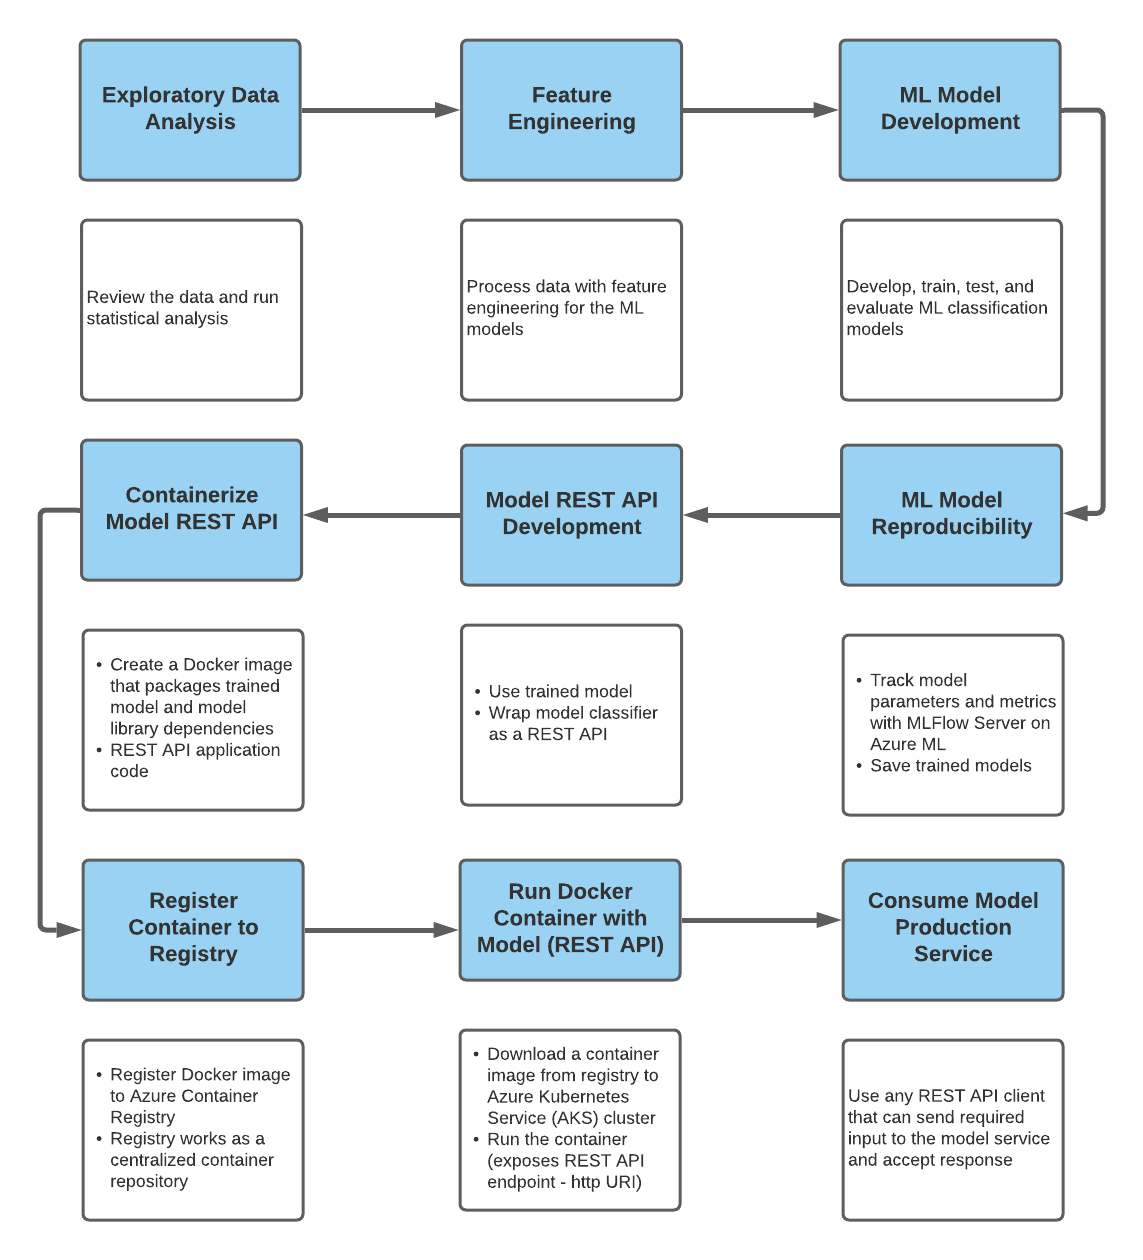 Exploratory Data
Analysis
Feature
Engineering
ML Model
Development
Review the data and run
statistical analysis
Process data with feature
engineering for the ML
models
Develop, train, test, and
evaluate ML classification
models
Containerize
Model REST API
Model REST API
Development
ML Model
Reproducibility
• Create a Docker image
that packages trained
model and model
library dependencies
• REST API application
code
• Use trained model
• Wrap model classifier
as a REST API
• Track model
parameters and metrics
with MLFlow Server on
Azure ML
• Save trained models
Register
Container to
Registry
Run Docker
Container with
Model (REST API)
Consume Model
Production
Service
• Register Docker image
to Azure Container
Registry
• Registry works as a
centralized container
repository
• Download a container
image from registry to
Azure Kubernetes
Service (AKS) cluster
• Run the container
(exposes REST API
endpoint - http URI)
Use any REST API client
that can send required
input to the model service
and accept response